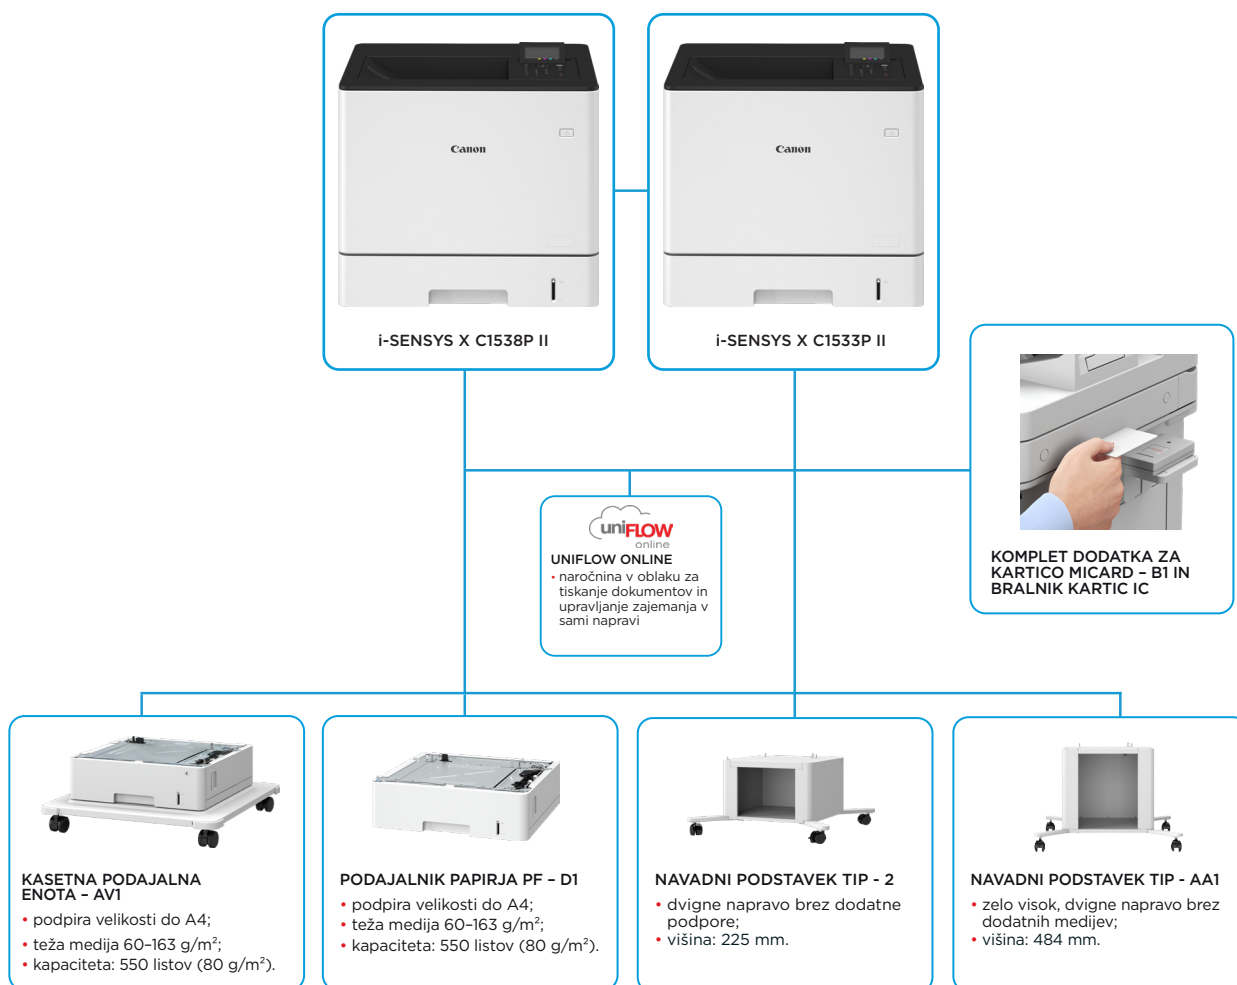 Canon
Canon
i-SENSYS X C1538P II
i-SENSYS X C1533P II
uniFLOW
online
UNIFLOW ONLINE
• naročnina v oblaku za
tiskanje dokumentov in
upravljanje zajemanja v
sami napravi
KOMPLET DODATKA ZA
KARTICO MICARD – B1 IN
BRALNIK KARTIC IC
KASETNA PODAJALNA
ENOTA – AV1
• podpira velikosti do A4;
• teža medija 60–163 g/m²;
• kapaciteta: 550 listov (80 g/m²).
PODAJALNIK PAPIRJA PF – D1
• podpira velikosti do A4;
• teža medija 60–163 g/m²;
• kapaciteta: 550 listov (80 g/m²).
NAVADNI PODSTAVEK TIP - 2
• dvigne napravo brez dodatne
podpore;
• višina: 225 mm.
NAVADNI PODSTAVEK TIP - AA1
• zelo visok, dvigne napravo brez
dodatnih medijev;
• višina: 484 mm.